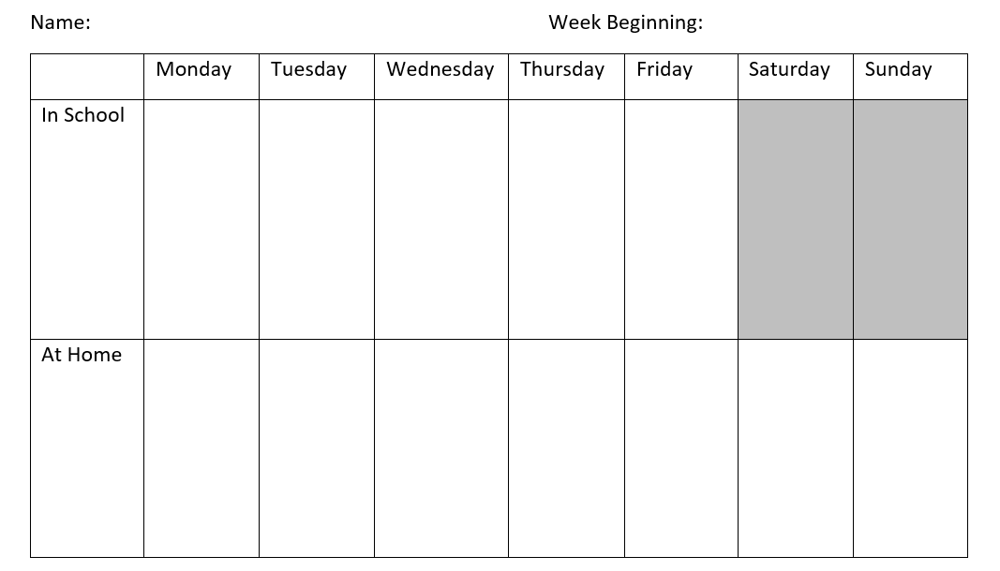 Name: Week Beginning:
Monday Tuesday Wednesday Thursday Friday Saturday Sunday
In School
At Home